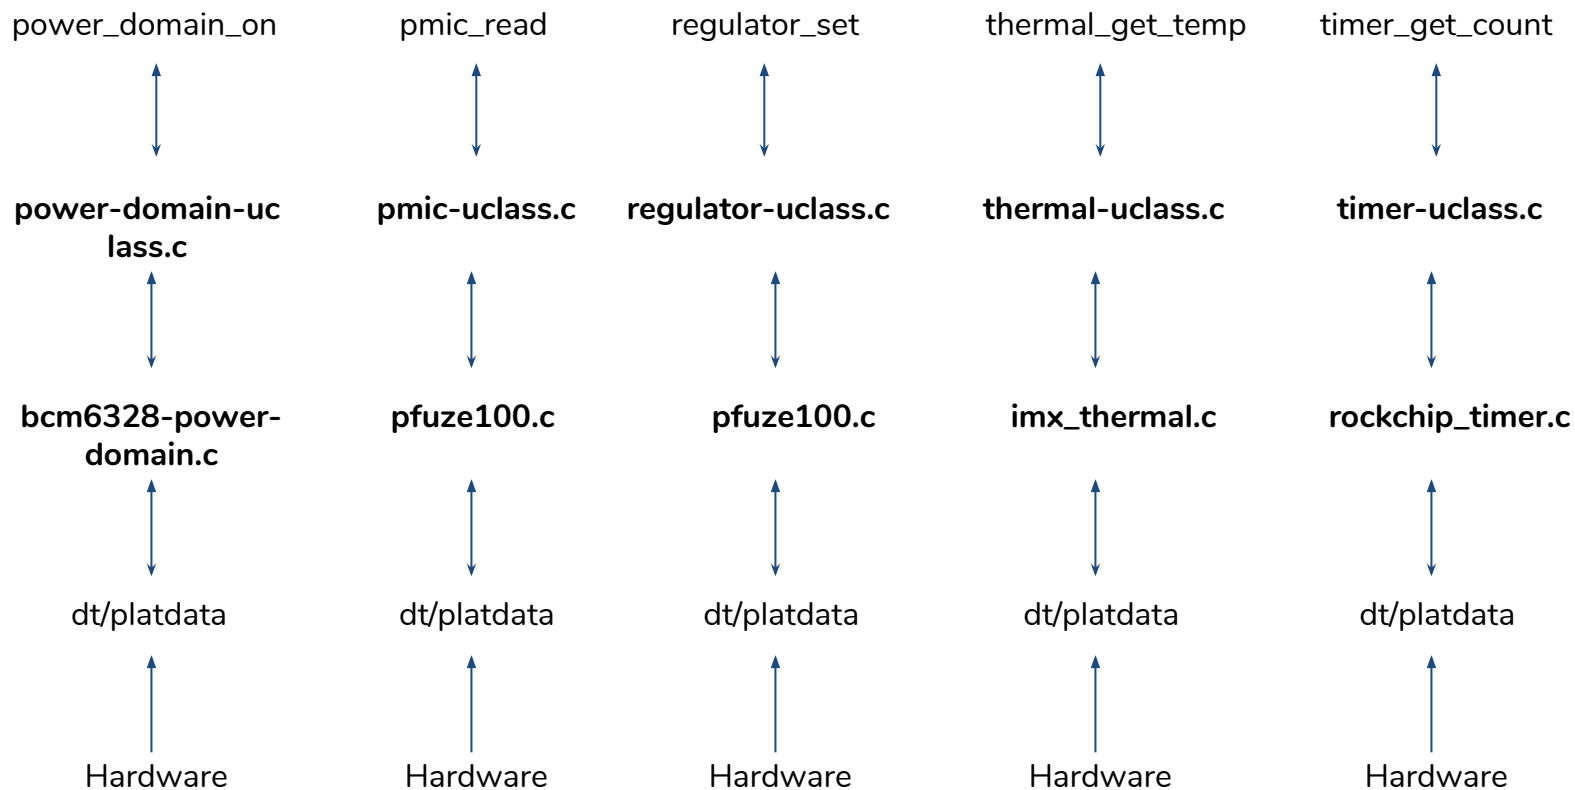 power_domain_on
pmic_read
regulator_set
thermal_get_temp
timer_get_count
power-domain-uc
lass.c
pmic-uclass.c
regulator-uclass.c
thermal-uclass.c
timer-uclass.c
bcm6328-power-
domain.c
pfuze100.c
pfuze100.c
imx_thermal.c
rockchip_timer.c
dt/platdata
dt/platdata
dt/platdata
dt/platdata
dt/platdata
Hardware
Hardware
Hardware
Hardware
Hardware